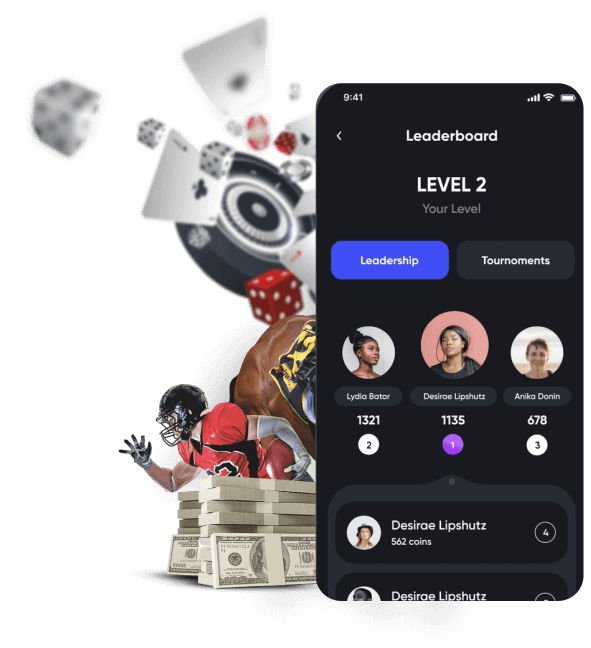 9:41
Leaderboard
LEVEL 2
Your Level
Leadership
Tournoments
Lydia Bator
Desirae Lipshutz
Anika Donin
1321
1135
678
2
1
3
Desirae Lipshutz
562 coins
4
Desirae Lipshutz